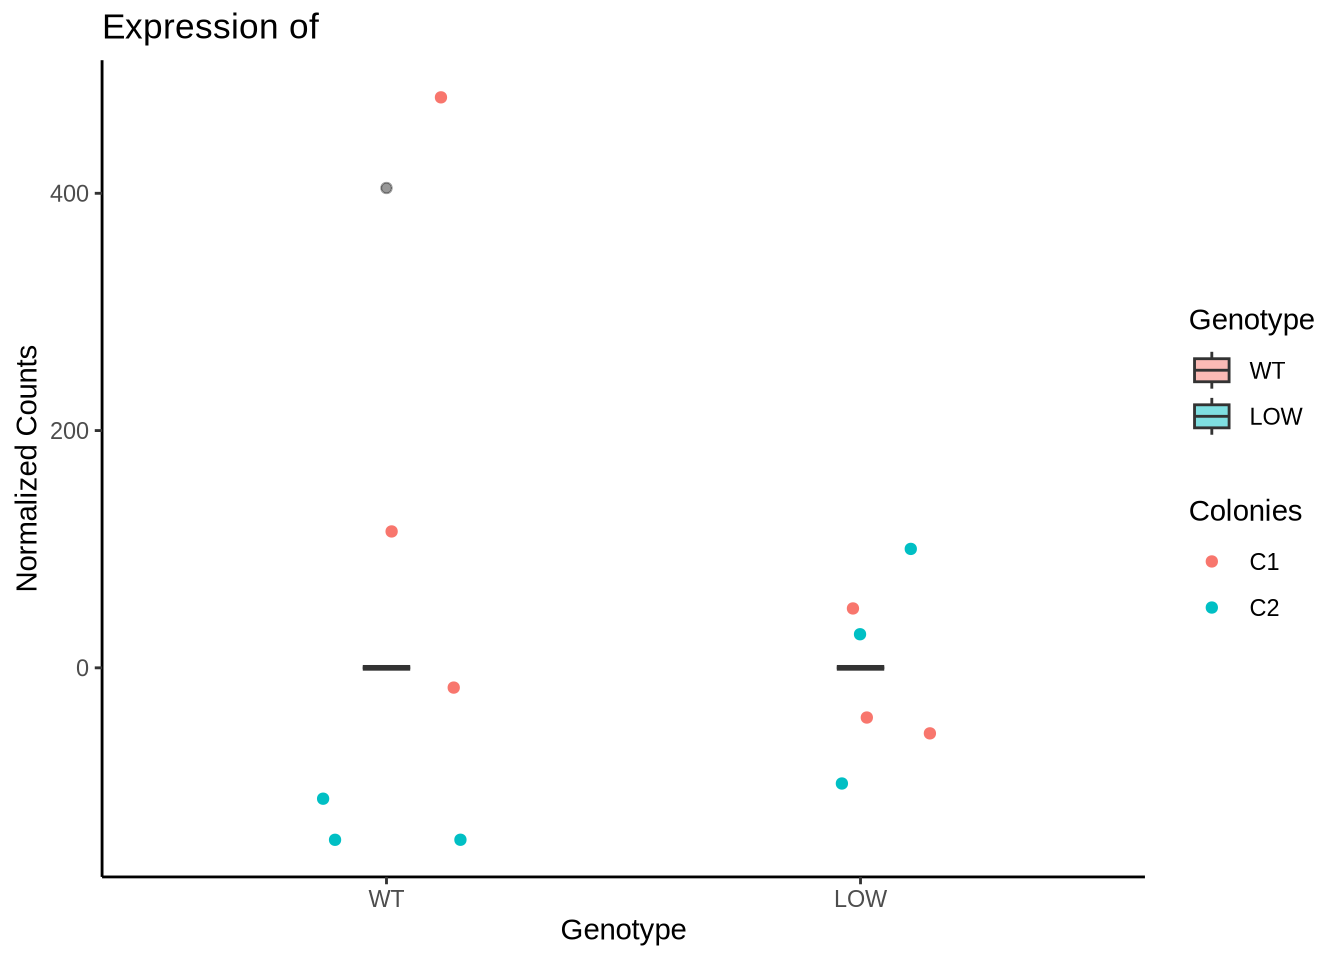 Expression of
400
200
0
Normalized Counts
WT
LOW
Genotype
Genotype
WT
LOW
Colonies
C1
C2